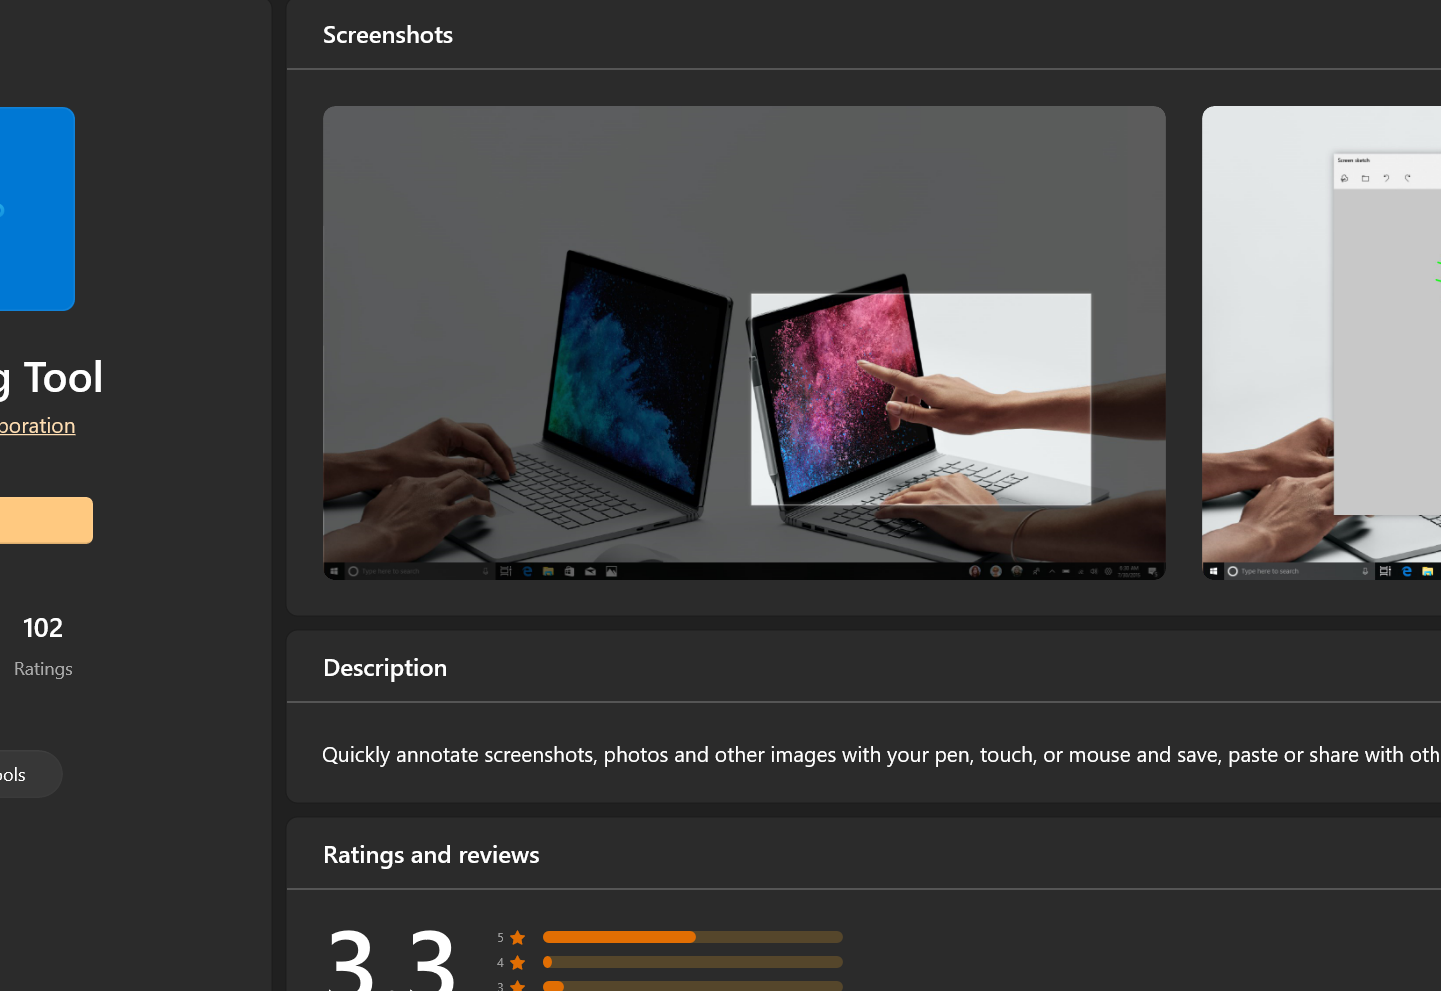 g Tool
poration
102
Ratings
ools
Screenshots
Type here to search
Screen sketch
Type here to search
Description
Quickly annotate screenshots, photos and other images with your pen, touch, or mouse and save, paste or share with oth
Ratings and reviews
3.3
5
4
3